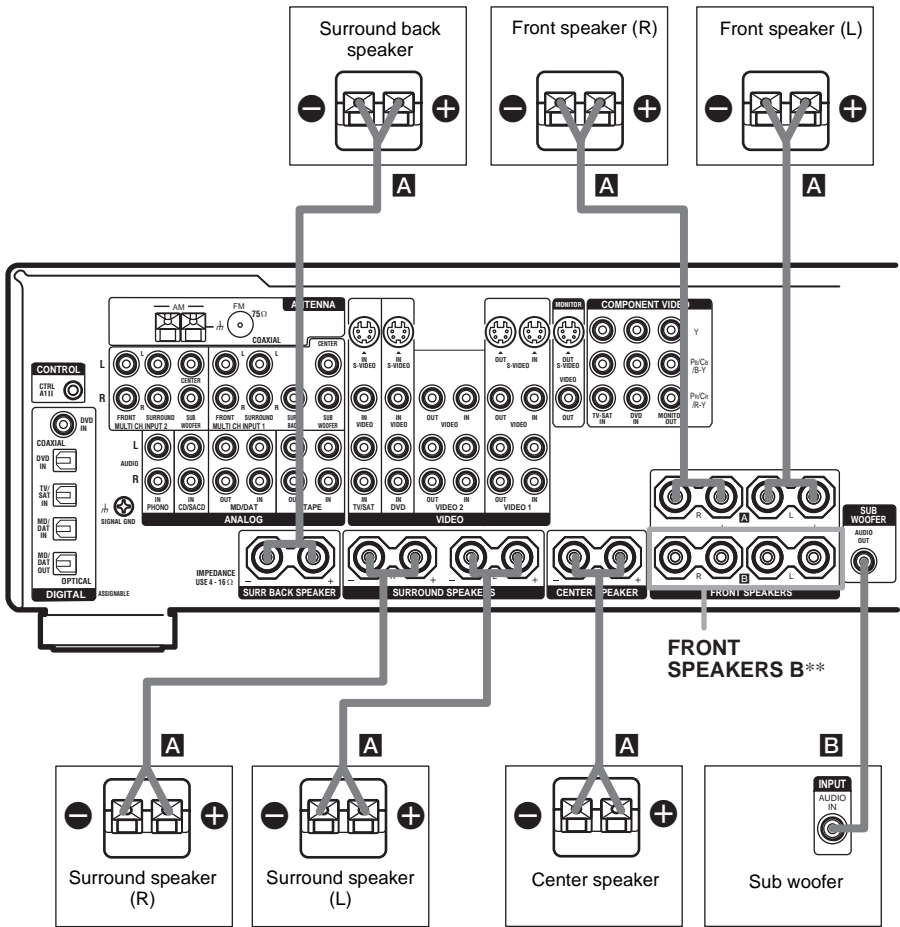 Surround back
speaker
Front speaker (R)
Front speaker (L)
A
A
A
AM
FM
75Ω
COAXIAL
ANTENNA
MONITOR
COMPONENT VIDEO
CONTROL
CTRL
A1II
L
R
L
R
L
R
CENTER
CENTER
FRONT
SURROUND
SUB
WOOFER
MULTI CH INPUT 2
FRONT
SURROUND
SUB
WOOFER
MULTI CH INPUT 1
IN
S-VIDEO
IN
S-VIDEO
OUT
S-VIDEO
IN
OUT
S-VIDEO
VIDEO
OUT
Y
PB/CB
/B-Y
PR/CR
/R-Y
TV-SAT
IN
DVD
IN
MONITOR
OUT
IN
VIDEO
IN
VIDEO
OUT
VIDEO
IN
OUT
VIDEO
IN
DVD
IN
COAXIAL
DVD
IN
TV/
SAT
IN
MD/
DAT
IN
MD/
DAT
OUT
OPTICAL
DIGITAL
ASSIGNABLE
SIGNAL GND
L
AUDIO
R
IN
PHONO
IN
CD/SACD
OUT
IN
MD/DAT
OUT
IN
TAPE
ANALOG
IN
TV/SAT
IN
DVD
OUT
IN
VIDEO 2
OUT
IN
VIDEO 1
VIDEO
R
A
L
R
B
L
FRONT SPEAKERS
SUB
WOOFER
AUDIO
OUT
IMPEDANCE
USE 4 - 16 Ω
SURR BACK SPEAKER
SURROUND SPEAKERS
CENTER SPEAKER
FRONT
SPEAKERS B**
A
A
A
B
Surround speaker
(R)
Surround speaker
(L)
Center speaker
INPUT
AUDIO
IN
Sub woofer